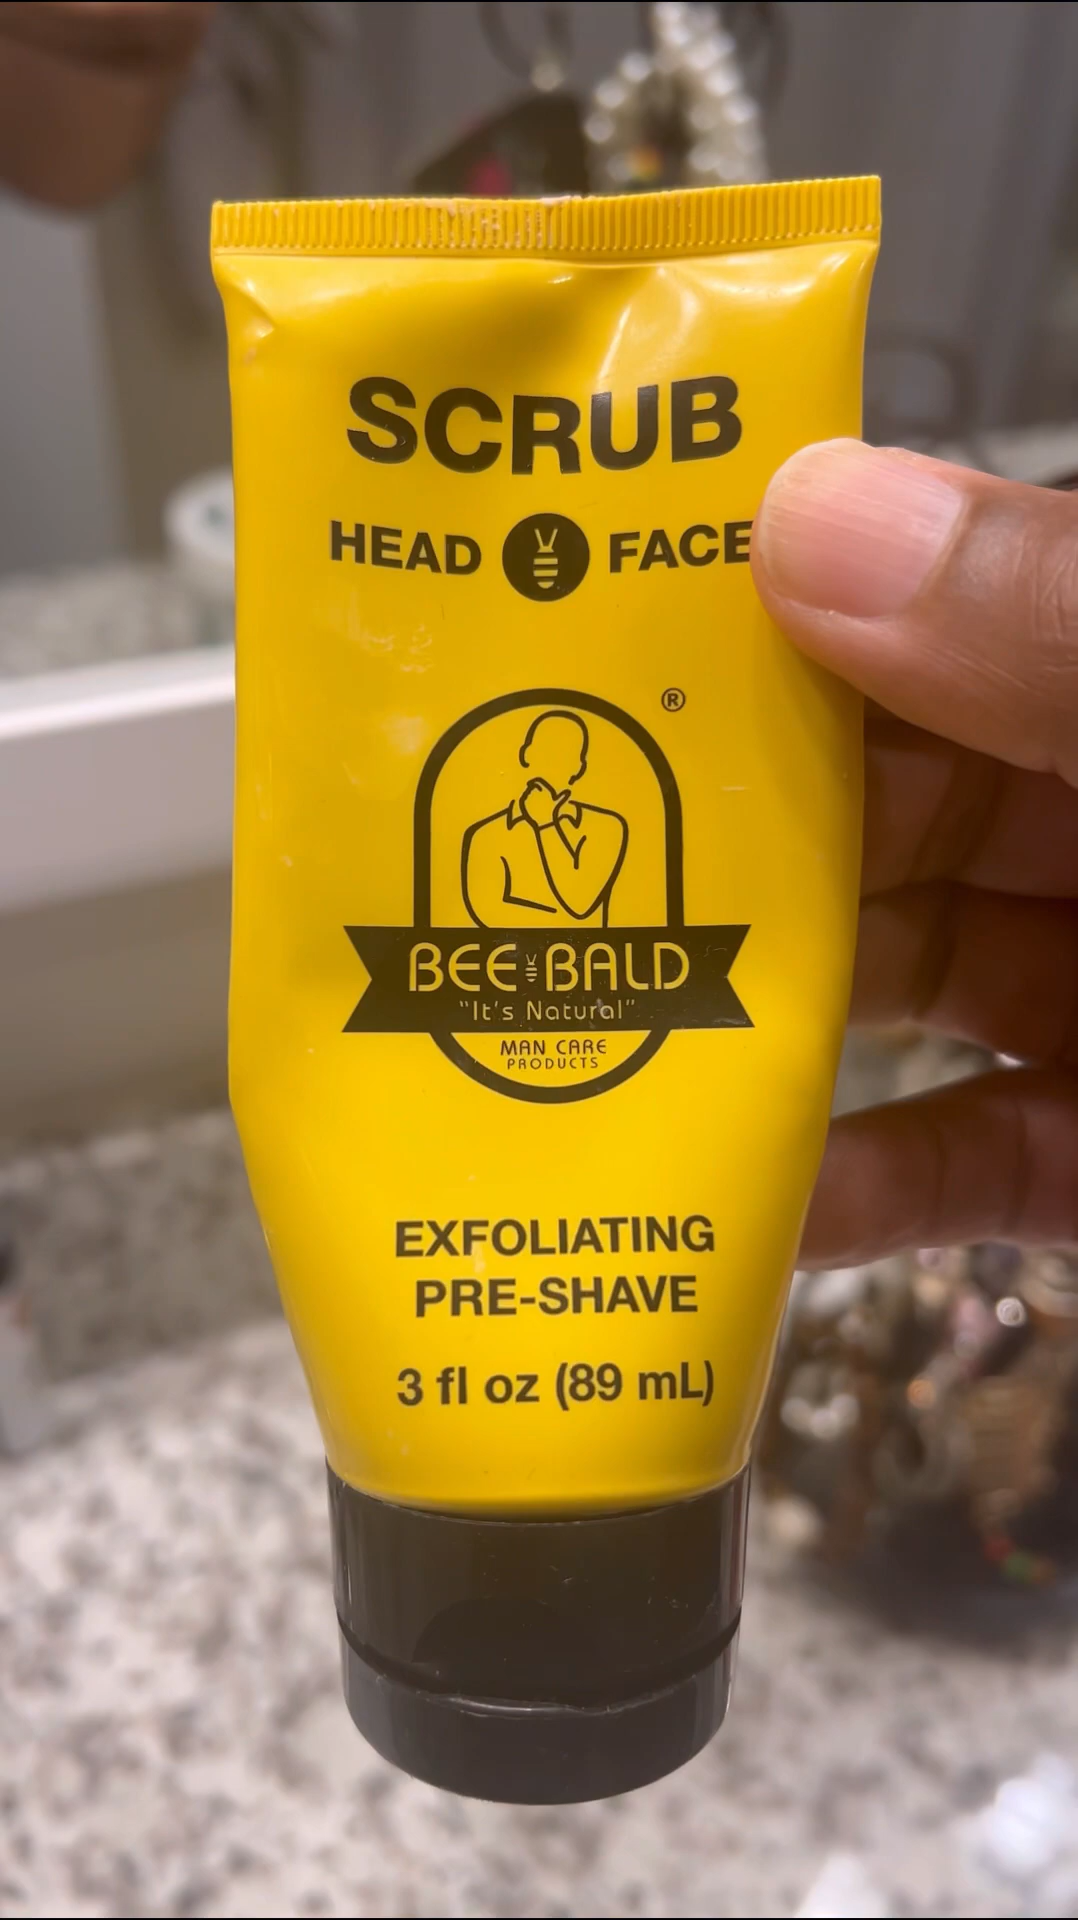 SCRUB
HEAD FACE
®
BEE BALD
"It's Natural"
MAN CARE
PRODUCTS
EXFOLIATING
PRE-SHAVE
3 fl oz (89 mL)